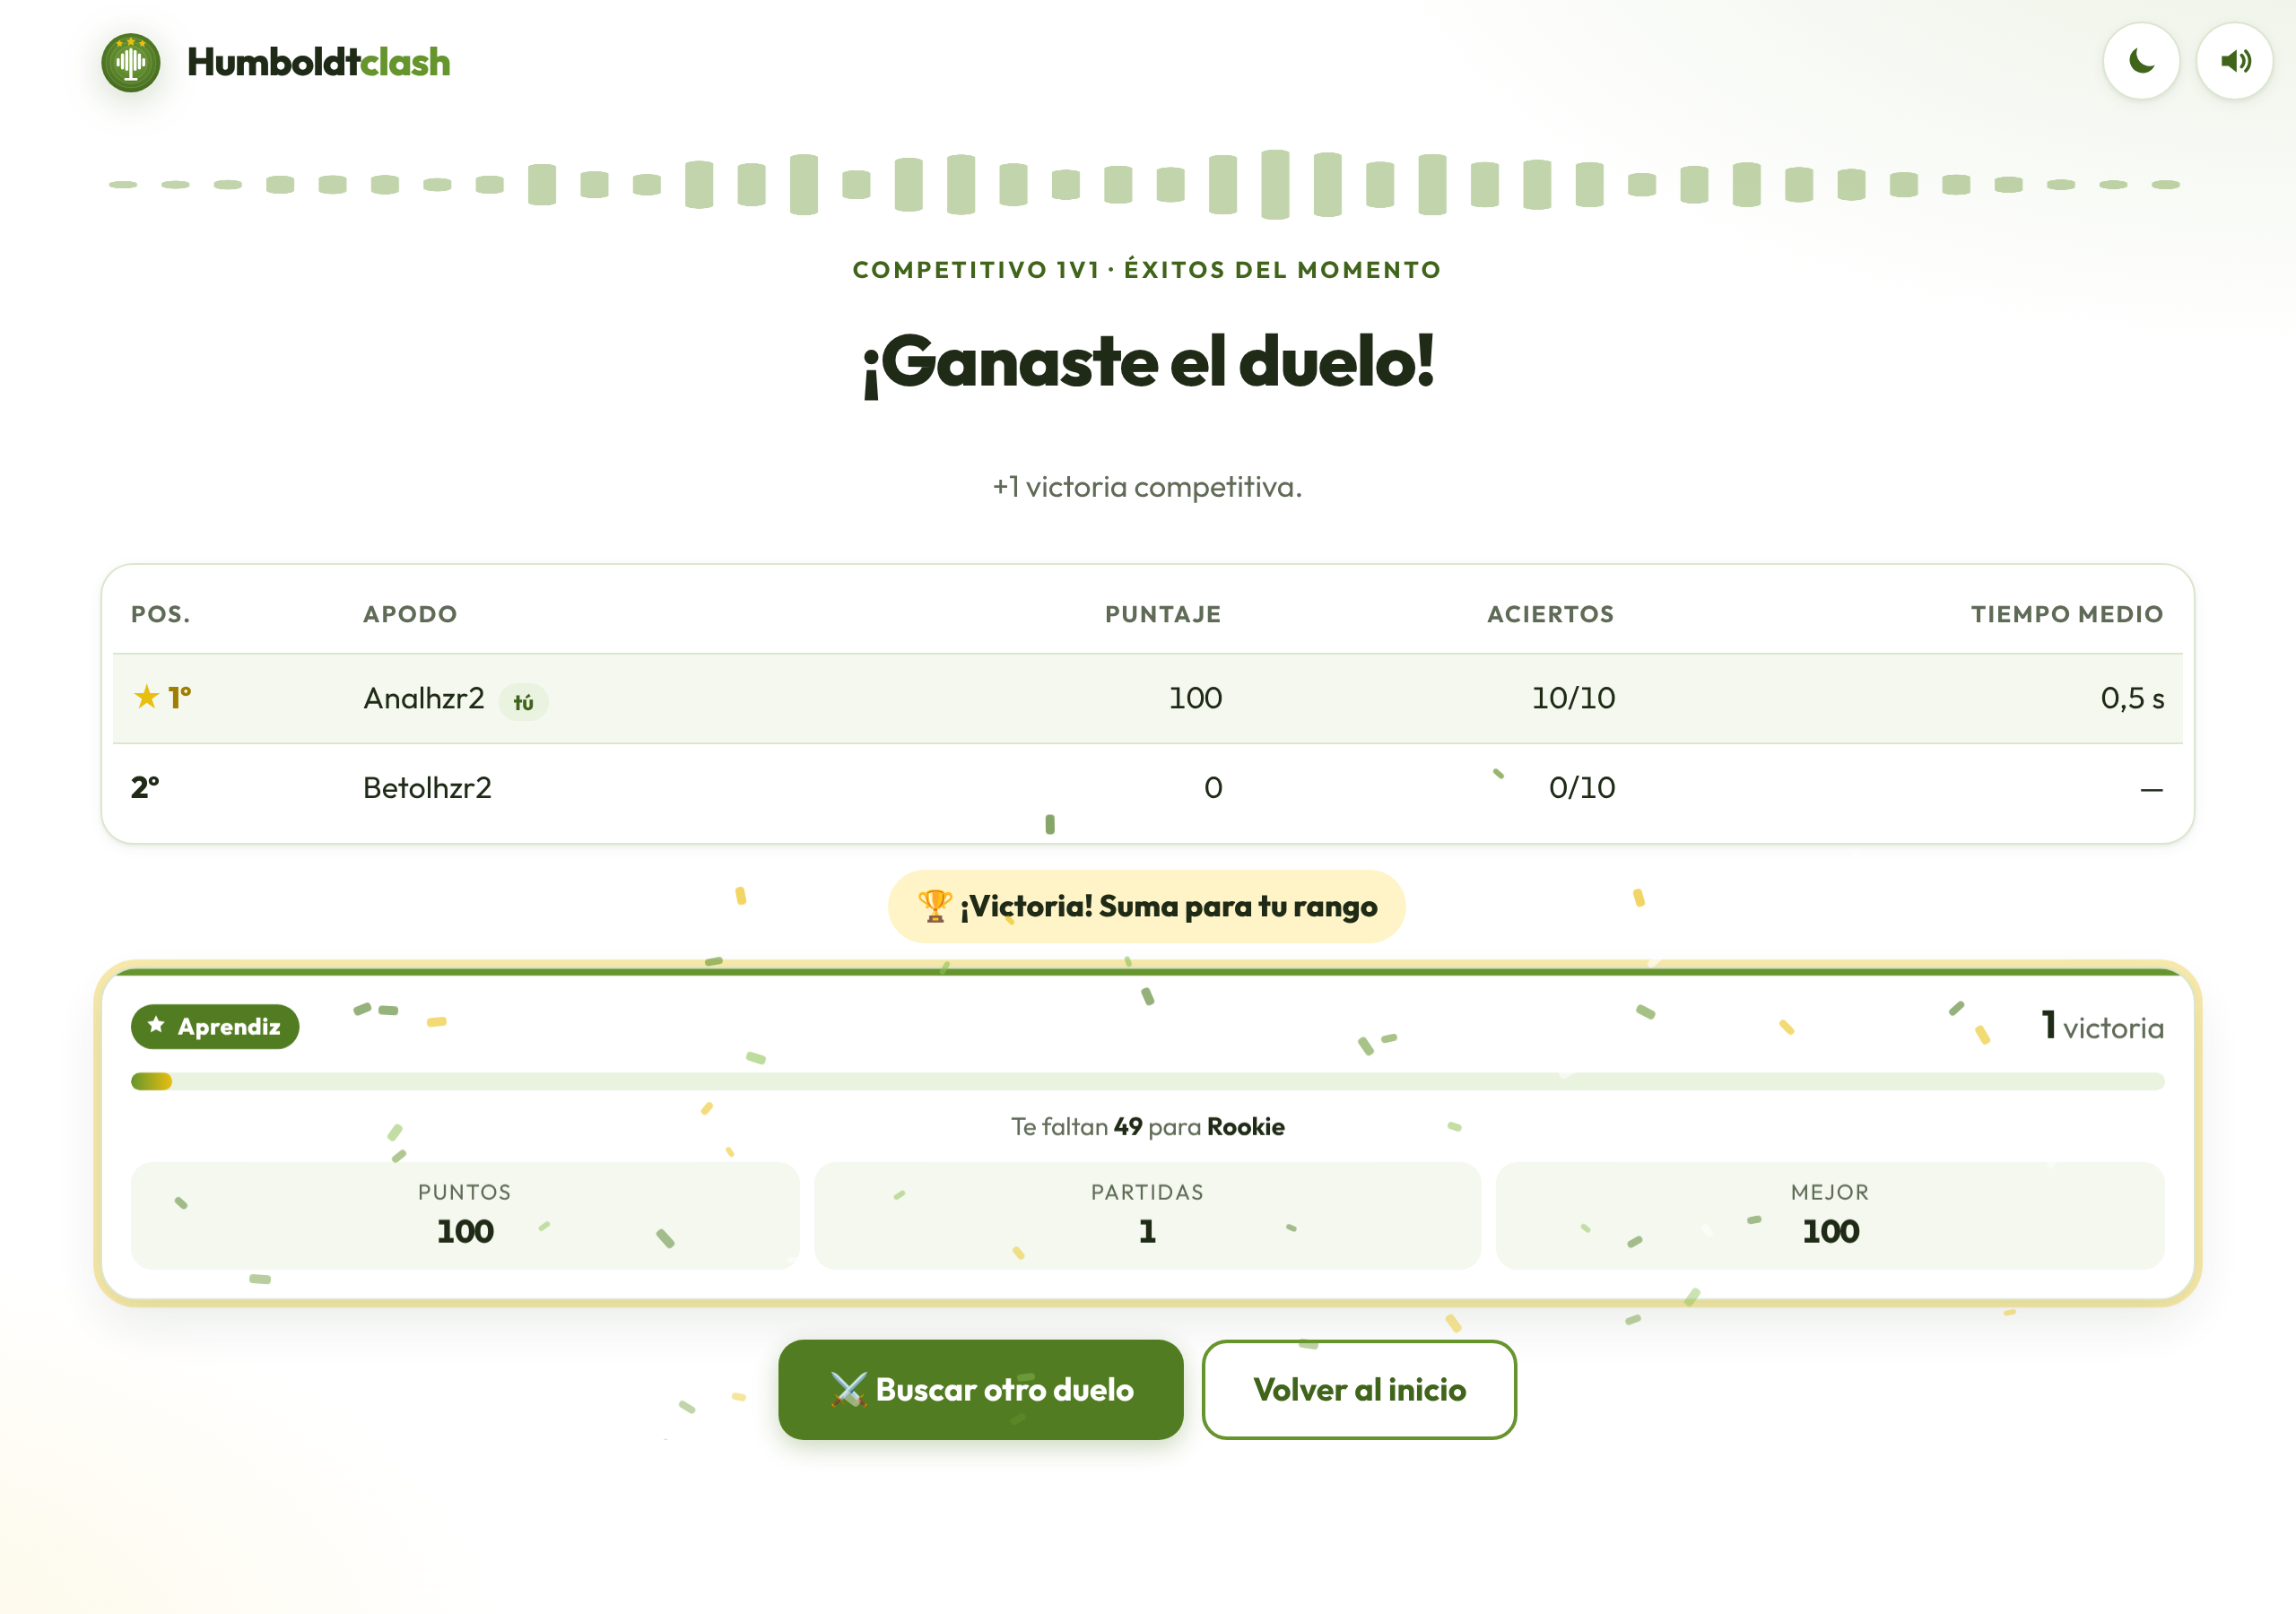 Humboldtclash
COMPETITIVO 1V1 · ÉXITOS DEL MOMENTO
¡Ganaste el duelo!
+1 victoria competitiva.
POS. APODO PUNTAJE ACIERTOS TIEMPO MEDIO
★ 1º Analhzr2 tú 100 10/10 0,5 s
2º Betolhzr2 0 0/10 —
🏆 ¡Victoria! Suma para tu rango
★ Aprendiz 1 victoria
Te faltan 49 para Rookie
PUNTOS PARTIDAS MEJOR
100 1 100
⚔️ Buscar otro duelo Volver al inicio